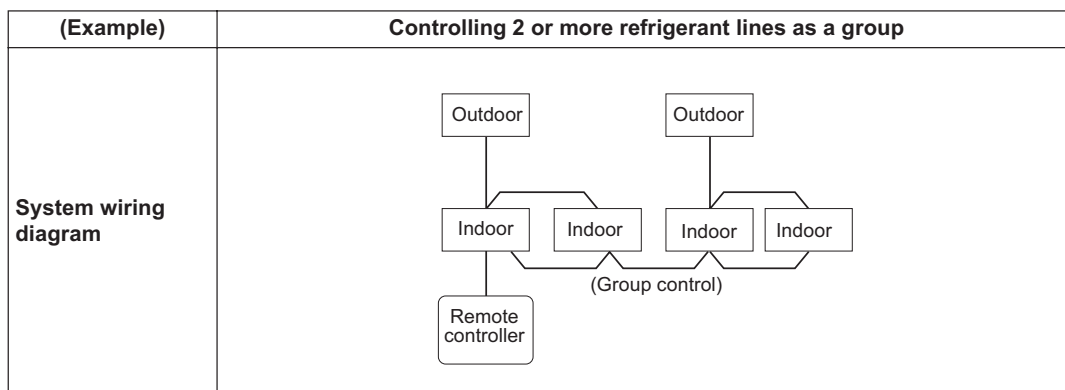 (Example)
Controlling 2 or more refrigerant lines as a group
System wiring
diagram
Outdoor
Outdoor
Indoor
Indoor
Indoor
Indoor
(Group control)
Remote
controller